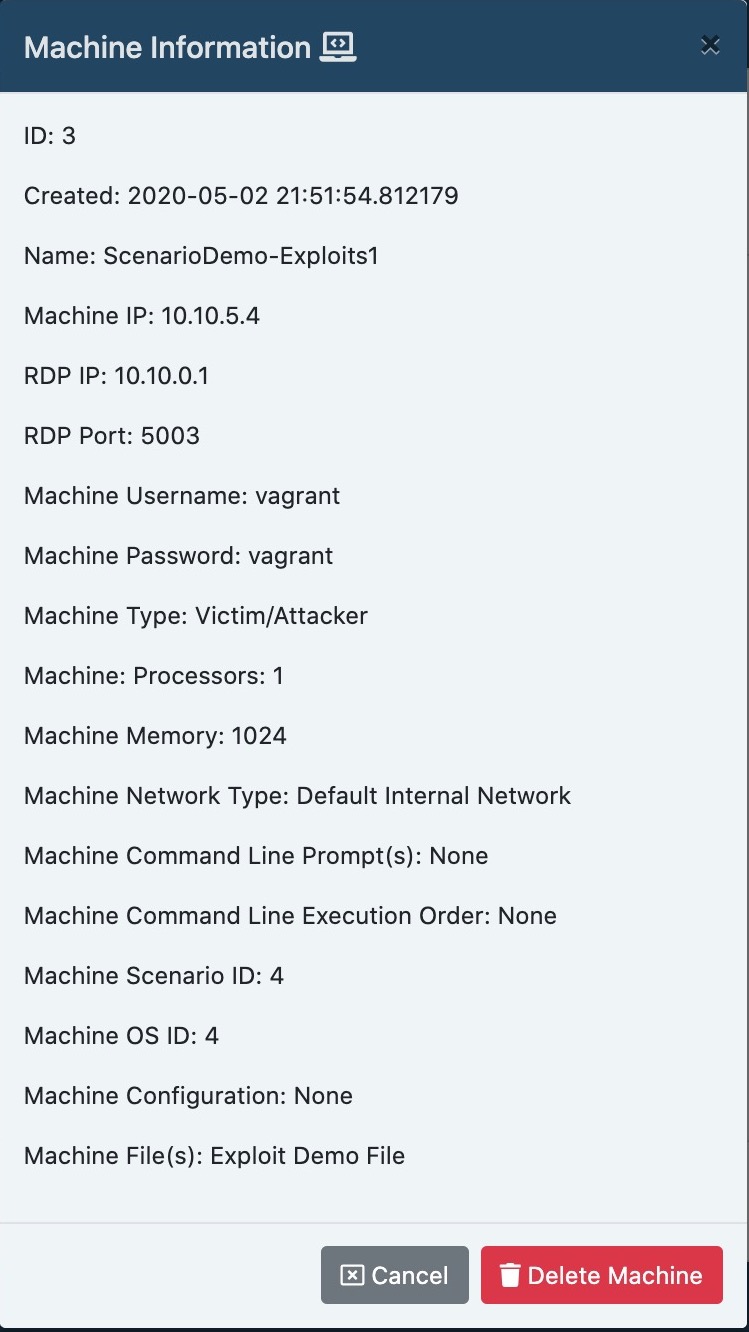 Machine Information
ID: 3
Created: 2020-05-02 21:51:54.812179
Name: ScenarioDemo-Exploits1
Machine IP: 10.10.5.4
RDP IP: 10.10.0.1
RDP Port: 5003
Machine Username: vagrant
Machine Password: vagrant
Machine Type: Victim/Attacker
Machine: Processors: 1
Machine Memory: 1024
Machine Network Type: Default Internal Network
Machine Command Line Prompt(s): None
Machine Command Line Execution Order: None
Machine Scenario ID: 4
Machine OS ID: 4
Machine Configuration: None
Machine File(s): Exploit Demo File
Cancel Delete Machine